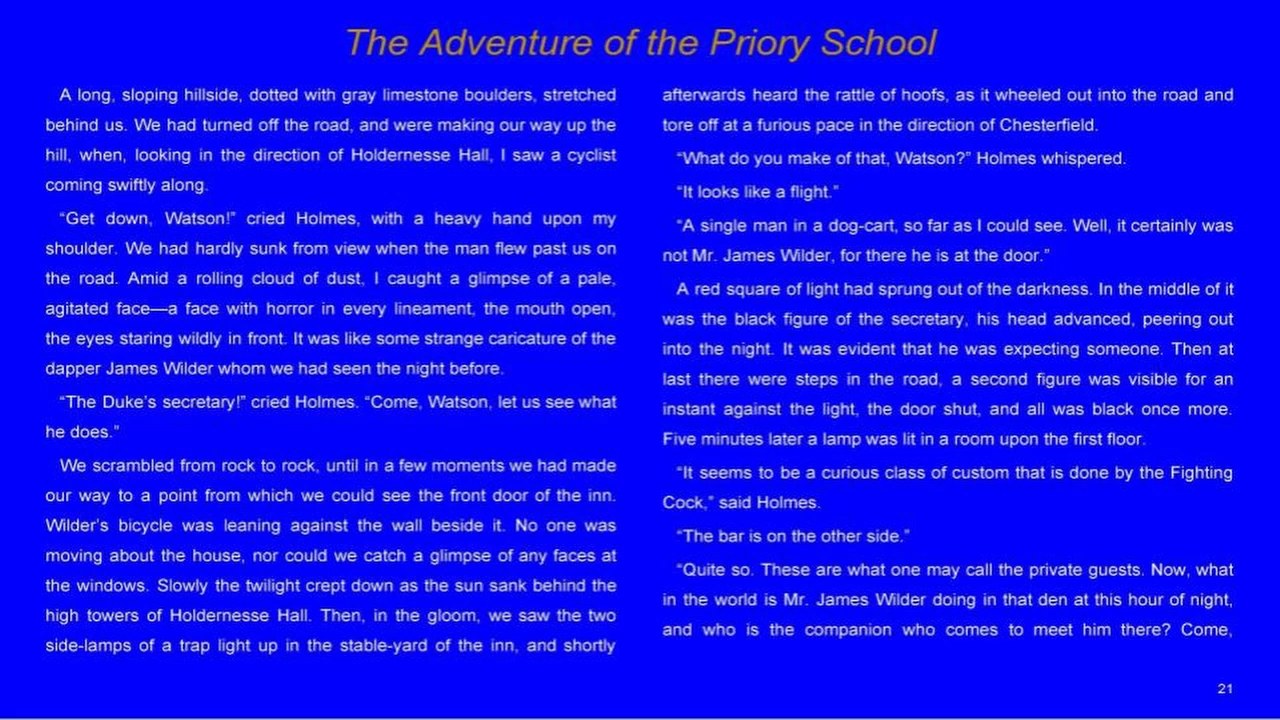 The Adventure of the Priory School
A long, sloping hillside, dotted with gray limestone boulders, stretched
behind us. We had turned off the road, and were making our way up the
hill, when, looking in the direction of Holdernesse Hall, I saw a cyclist
coming swiftly along.
“Get down, Watson!” cried Holmes, with a heavy hand upon my
shoulder. We had hardly sunk from view when the man flew past us on
the road. Amid a rolling cloud of dust, I caught a glimpse of a pale,
agitated face—a face with horror in every lineament, the mouth open,
the eyes staring wildly in front. It was like some strange caricature of the
dapper James Wilder whom we had seen the night before.
“The Duke’s secretary!” cried Holmes. “Come, Watson, let us see what
he does.”
We scrambled from rock to rock, until in a few moments we had made
our way to a point from which we could see the front door of the inn.
Wilder’s bicycle was leaning against the wall beside it. No one was
moving about the house, nor could we catch a glimpse of any faces at
the windows. Slowly the twilight crept down as the sun sank behind the
high towers of Holdernesse Hall. Then, in the gloom, we saw the two
side-lamps of a trap light up in the stable-yard of the inn, and shortly
afterwards heard the rattle of hoofs, as it wheeled out into the road and
tore off at a furious pace in the direction of Chesterfield.
“What do you make of that, Watson?” Holmes whispered.
“It looks like a flight.”
“A single man in a dog-cart, so far as I could see. Well, it certainly was
not Mr. James Wilder, for there he is at the door.”
A red square of light had sprung out of the darkness. In the middle of it
was the black figure of the secretary, his head advanced, peering out
into the night. It was evident that he was expecting someone. Then at
last there were steps in the road, a second figure was visible for an
instant against the light, the door shut, and all was black once more.
Five minutes later a lamp was lit in a room upon the first floor.
“It seems to be a curious class of custom that is done by the Fighting
Cock,” said Holmes.
“The bar is on the other side.”
“Quite so. These are what one may call the private guests. Now, what
in the world is Mr. James Wilder doing in that den at this hour of night,
and who is the companion who comes to meet him there? Come,
21